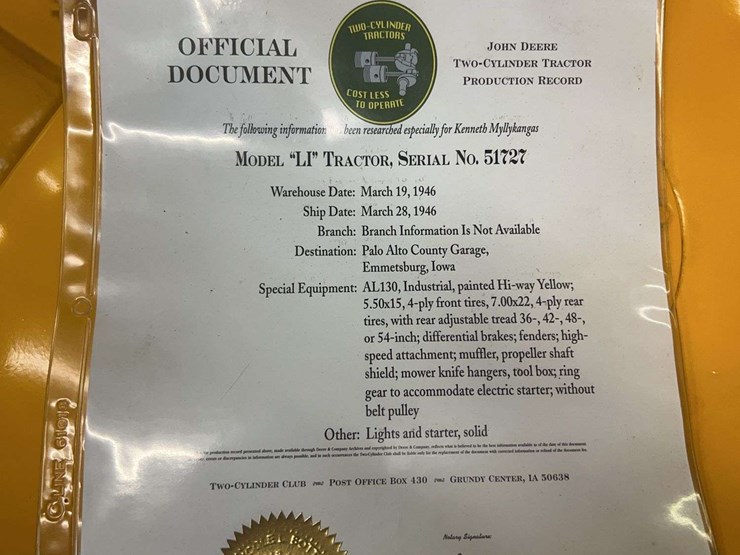 OFFICIAL
DOCUMENT
TWO-CYLINDER
TRACTORS
COST LESS
TO OPERATE
JOHN DEERE
TWO-CYLINDER TRACTOR
PRODUCTION RECORD
The following information been researched especially for Kenneth Myllykangas
MODEL "LI" TRACTOR, SERIAL NO. 51727
Warehouse Date: March 19, 1946
Ship Date: March 28, 1946
Branch: Branch Information Is Not Available
Destination: Palo Alto County Garage,
Emmetsburg, Iowa
Special Equipment: AL130, Industrial, painted Hi-way Yellow;
5.50x15, 4-ply front tires, 7.00x22, 4-ply rear
tires, with rear adjustable tread 36-, 42-, 48-,
or 54-inch; differential brakes; fenders; high-
speed attachment; muffler, propeller shaft
shield; mower knife hangers, tool box; ring
gear to accommodate electric starter; without
belt pulley
Other: Lights and starter, solid
TWO-CYLINDER CLUB POST OFFICE BOX 430 GRUNDY CENTER, IA 50638
Notary Signature